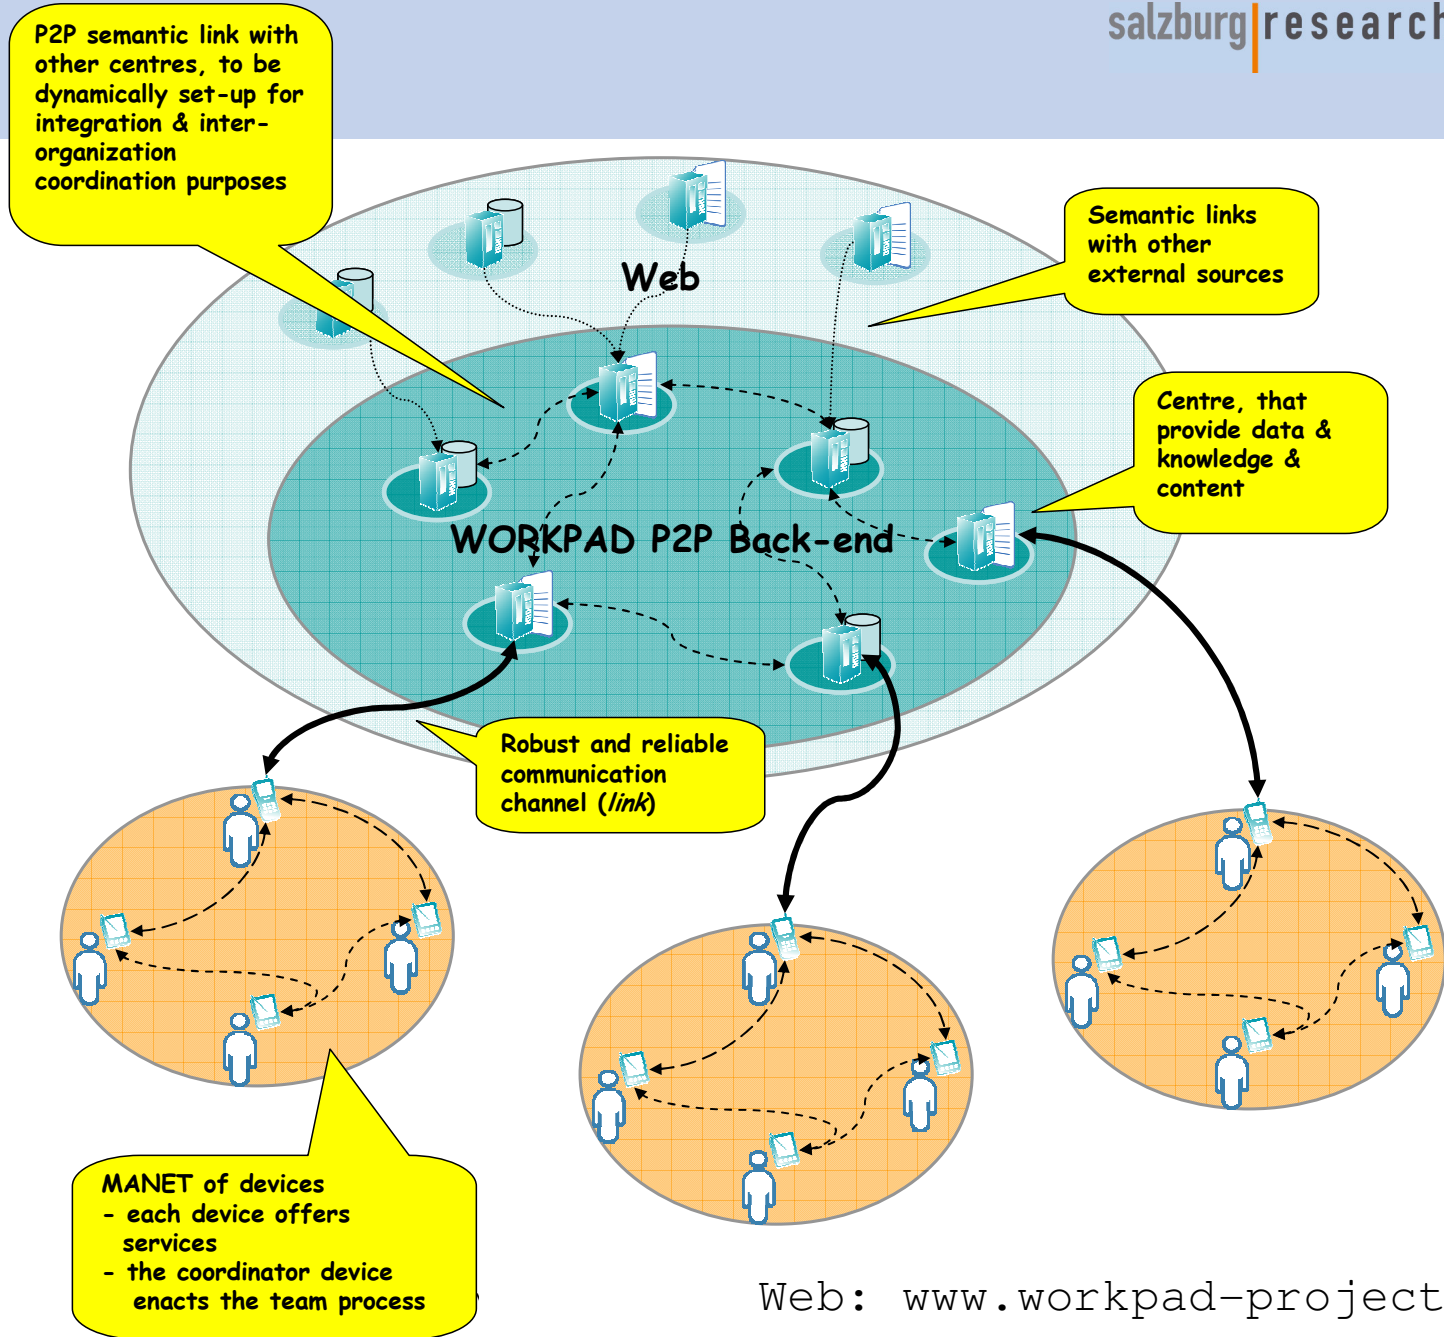 salzburg research
P2P semantic link with
other centres, to be
dynamically set-up for
integration & inter-
organization
coordination purposes
Semantic links
with other
external sources
Web
Centre, that
provide data &
knowledge &
content
WORKPAD P2P Back-end
Robust and reliable
communication
channel (link)
MANET of devices
- each device offers
services
- the coordinator device
enacts the team process
Web: www.workpad-project